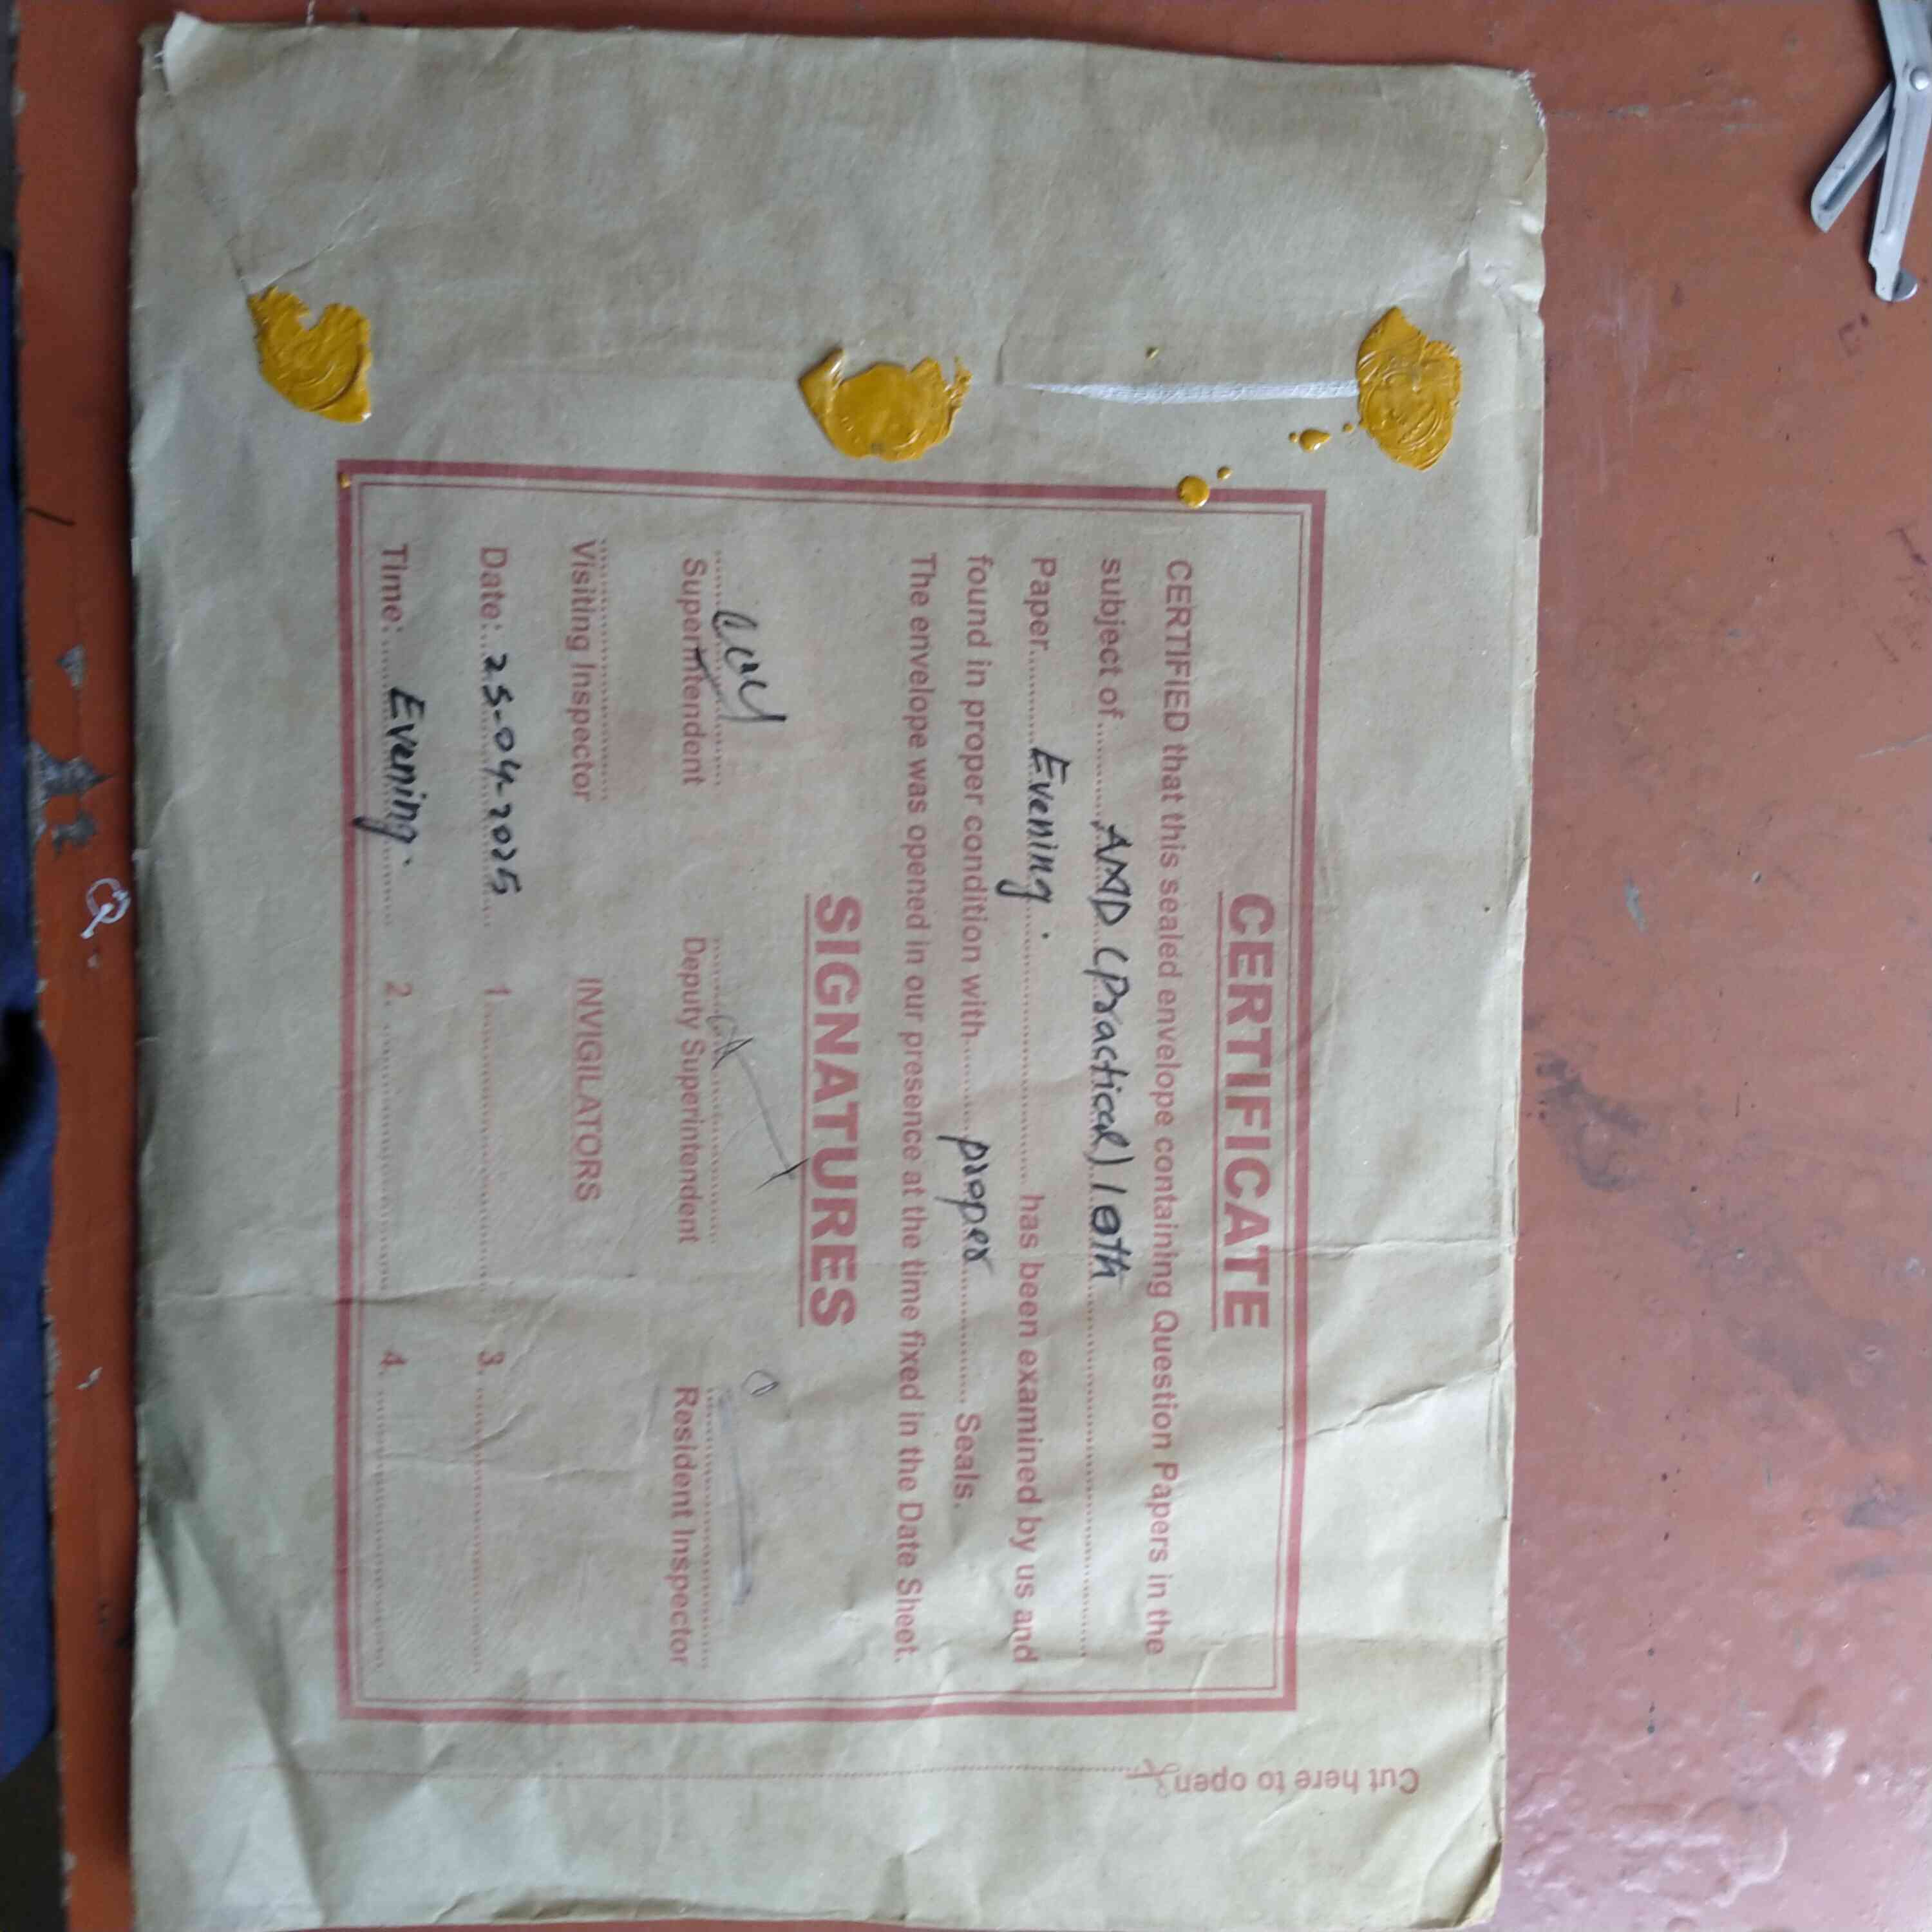 CERTIFICATE
CERTIFIED that this sealed envelope containing Question Papers in the
subject of AMD (Practical) 10th
Paper Evening. has been examined by us and
found in proper condition with proper Seals.
The envelope was opened in our presence at the time fixed in the Date Sheet.
SIGNATURES
Superintendent Deputy Superintendent Resident Inspector
Visiting Inspector INVIGILATORS
Date: 25-04-2025 1. 3.
Time: Evening. 2. 4.
Cut here to open